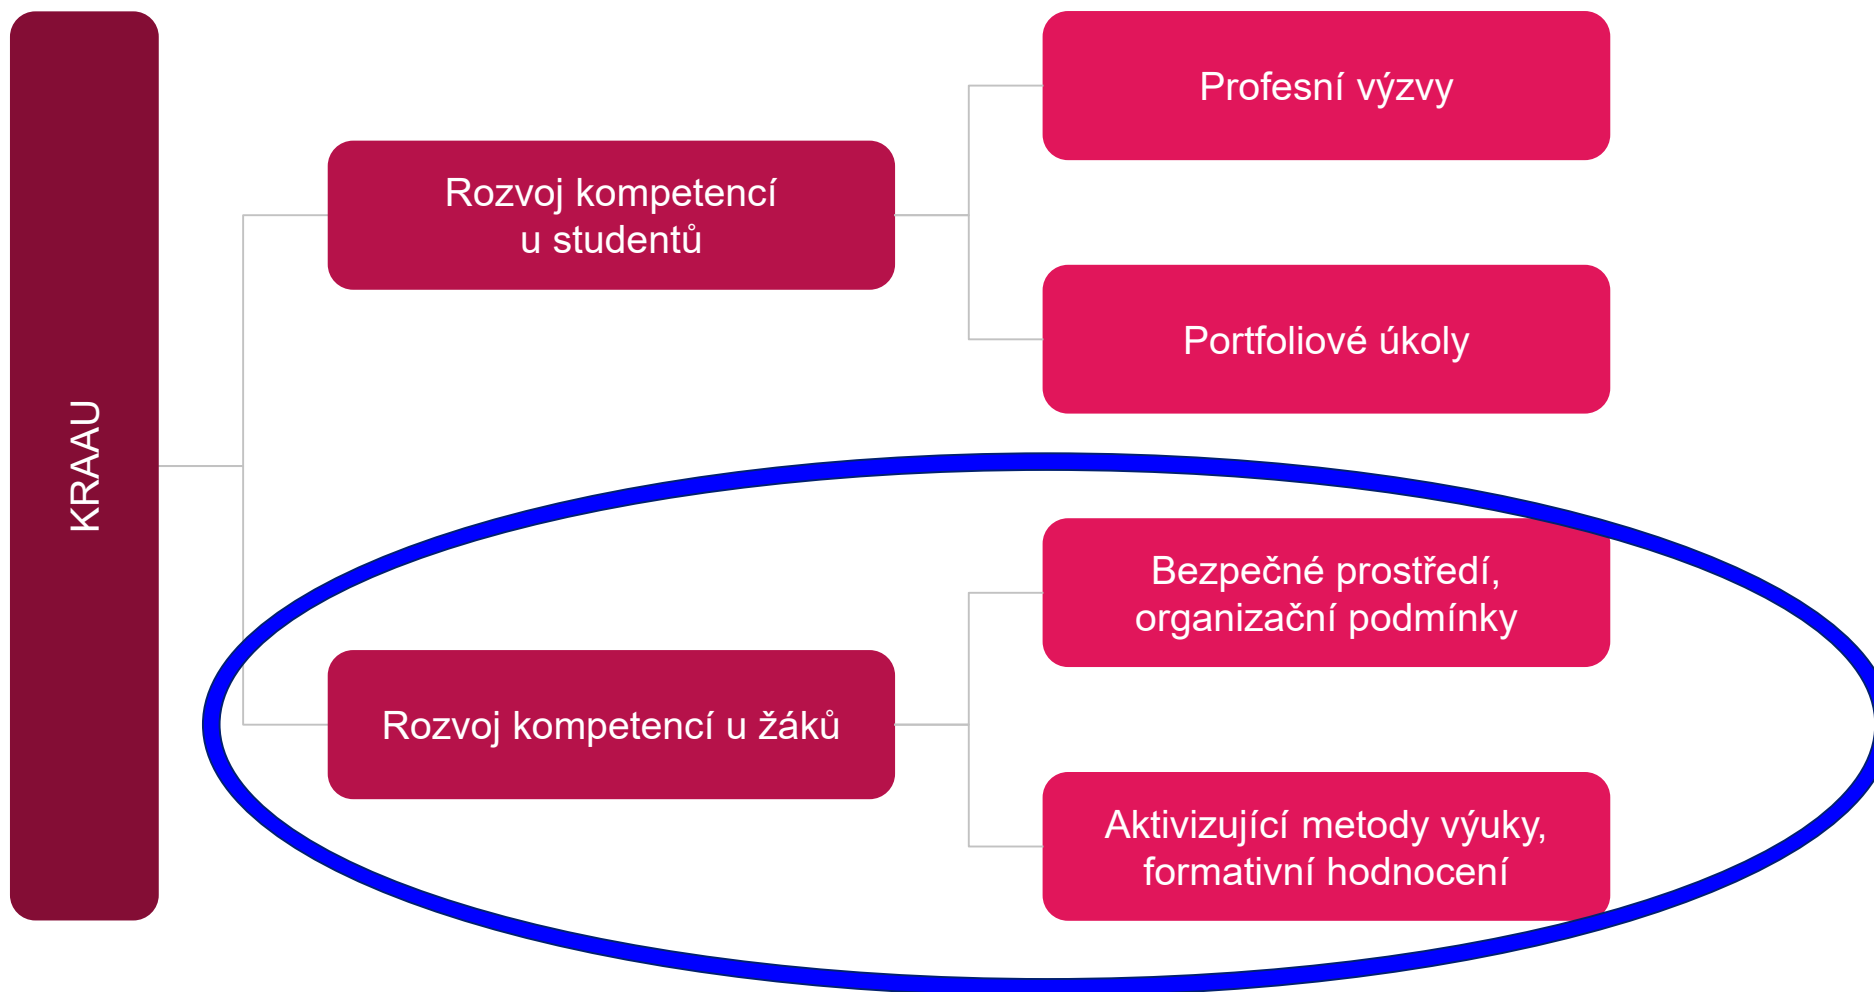 KRAAU
Rozvoj kompetencí
u studentů
Profesní výzvy
Portfoliové úkoly
Rozvoj kompetencí u žáků
Bezpečné prostředí,
organizační podmínky
Aktivizující metody výuky,
formativní hodnocení